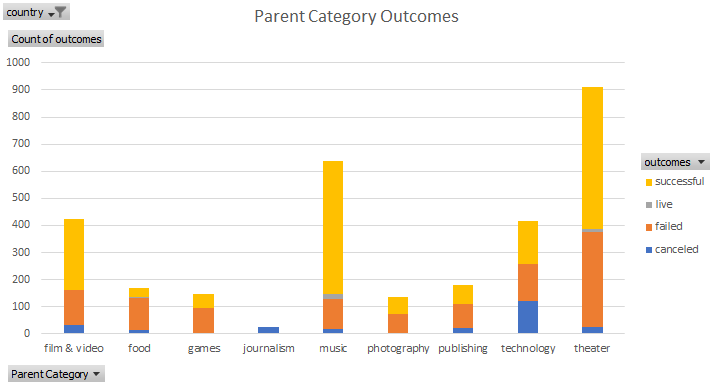 country
Parent Category Outcomes
Count of outcomes
1000
900
800
700
600
500
400
300
200
100
0
film & video food games journalism music photography publishing technology theater
outcomes
successful
live
failed
canceled
Parent Category